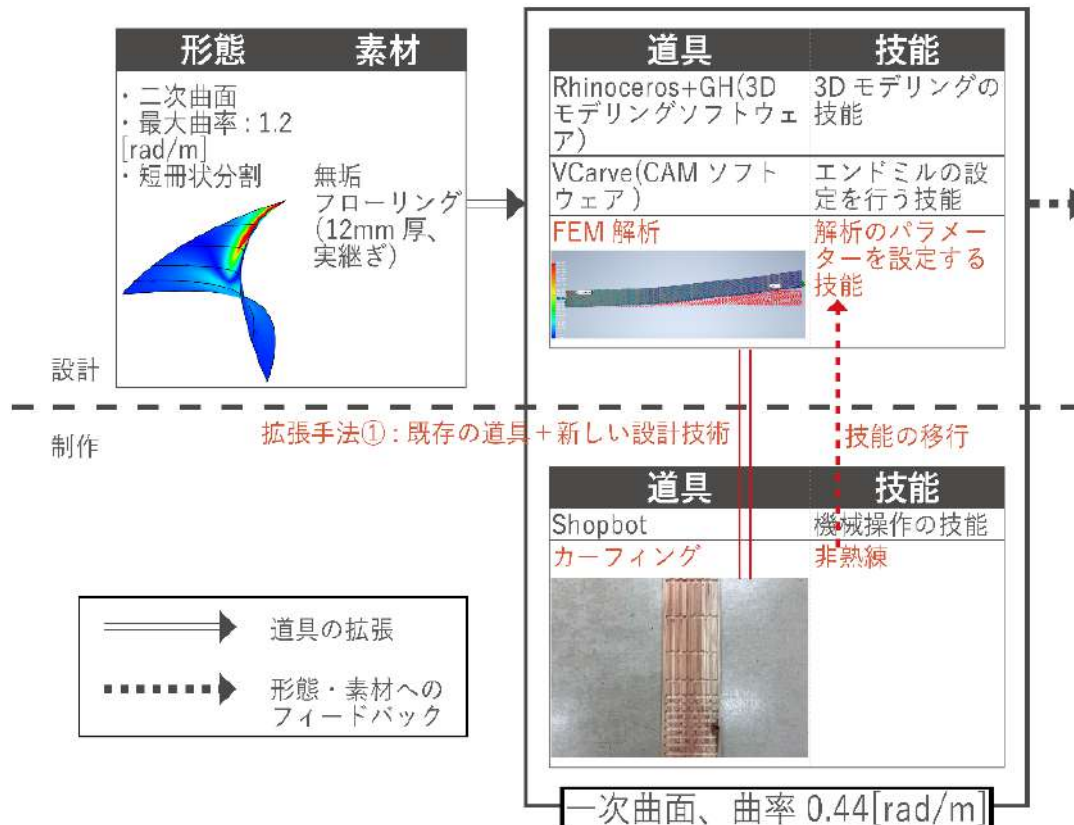 形態 素材
・二次曲面
・最大曲率：1.2
[rad/m]
・短冊状分割
無垢
フローリング
(12mm 厚、
実継ぎ)
道具 技能
Rhinoceros+GH(3D
モデリングソフトウェ
ア)
3D モデリングの
技能
VCarve(CAM ソフト
ウェア)
エンドミルの設
定を行う技能
FEM 解析
解析のパラメー
ターを設定する
技能
設計
制作
拡張手法①：既存の道具＋新しい設計技術
技能の移行
道具 技能
Shopbot
機械操作の技能
カーフィング
非熟練
道具の拡張
形態・素材への
フィードバック
一次曲面、曲率 0.44[rad/m]